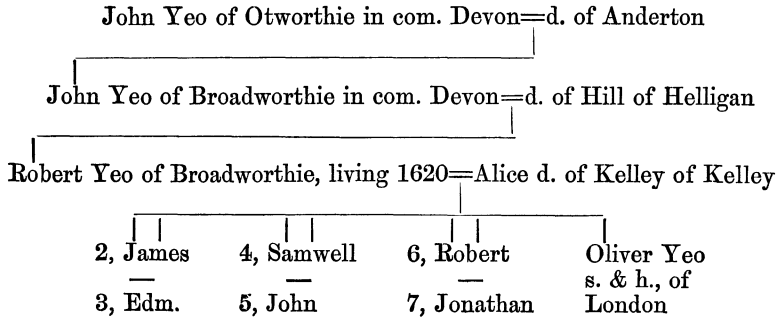 John Yeo of Otworthie in com. Devon=d. of Anderton
John Yeo of Broadworthie in com. Devon=d. of Hill of Helligan
Robert Yeo of Broadworthie, living 1620=Alice d. of Kelley of Kelley
2, James 4, Samwell 6, Robert Oliver Yeo
s. & h., of
3, Edm. 5, John 7, Jonathan London